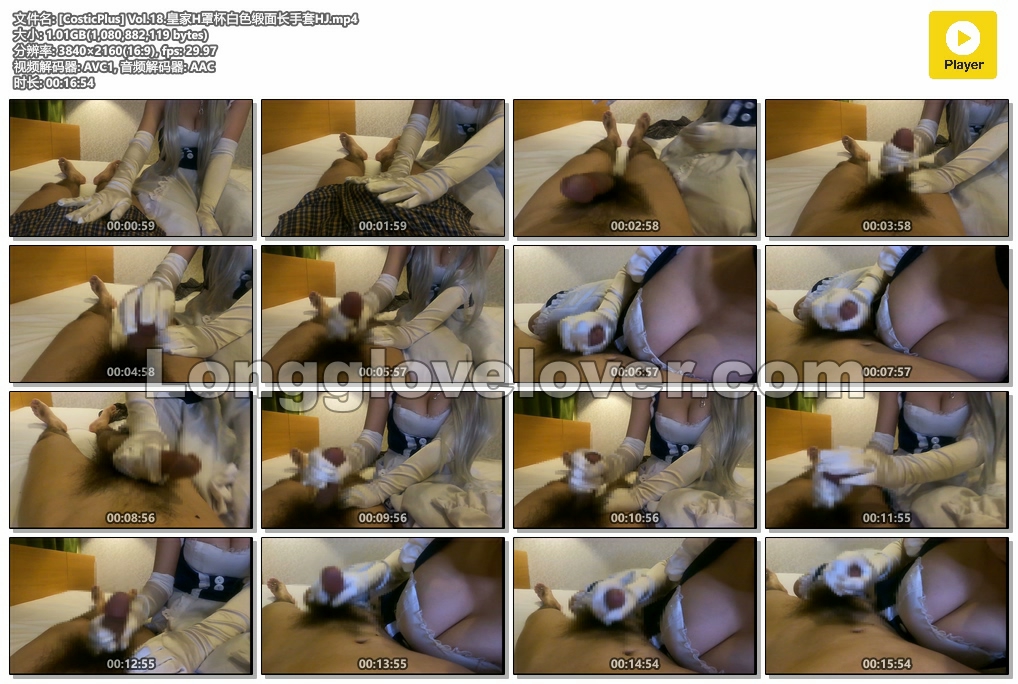 文件名: [CosticPlus] Vol.18 皇家H罩杯白色缎面长手套HJ.mp4
大小: 1.01GB(1,080,882,119 bytes)
分辨率: 3840×2160(16:9), fps: 29.97
视频解码器: AVC1, 音频解码器: AAC
时长: 00:16:54
Player
00:00:59
00:01:59
00:02:58
00:03:58
00:04:58
00:05:57
00:06:57
00:07:57
Longglovelover.com
00:08:56
00:09:56
00:10:56
00:11:55
00:12:55
00:13:55
00:14:54
00:15:54